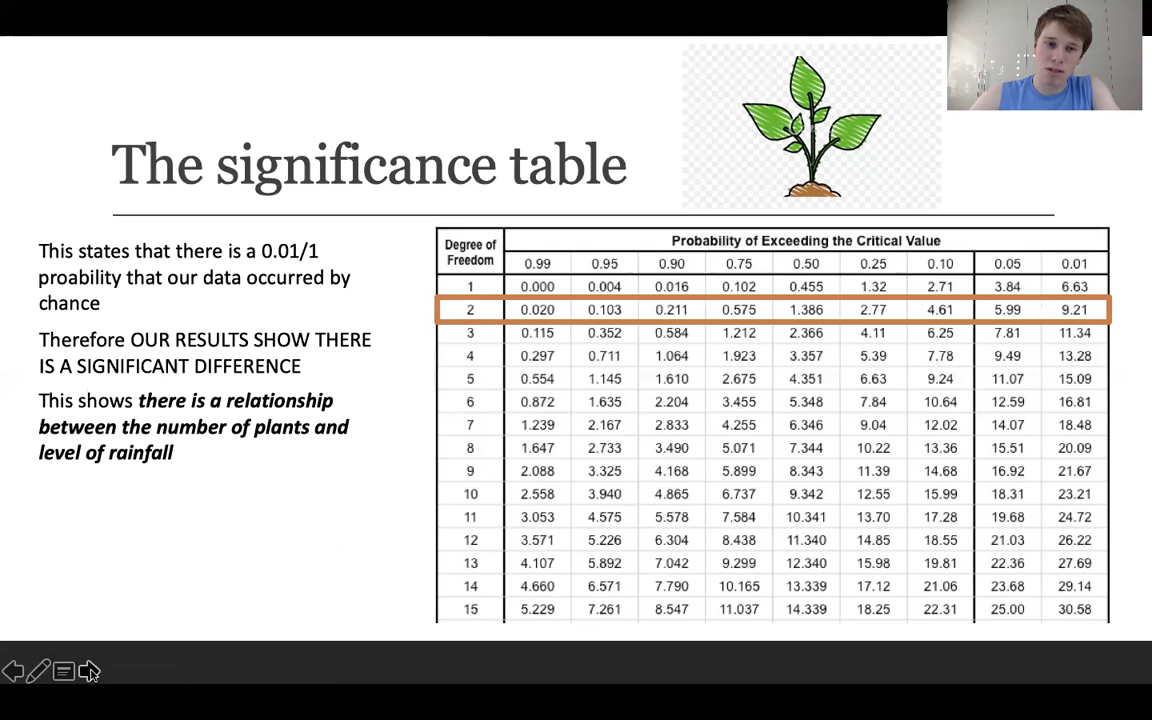 The significance table
This states that there is a 0.01/1
proability that our data occurred by
chance
Therefore OUR RESULTS SHOW THERE
IS A SIGNIFICANT DIFFERENCE
This shows there is a relationship
between the number of plants and
level of rainfall
Degree of Freedom Probability of Exceeding the Critical Value
0.99 0.95 0.90 0.75 0.50 0.25 0.10 0.05 0.01
1 0.000 0.004 0.016 0.102 0.455 1.32 2.71 3.84 6.63
2 0.020 0.103 0.211 0.575 1.386 2.77 4.61 5.99 9.21
3 0.115 0.352 0.584 1.212 2.366 4.11 6.25 7.81 11.34
4 0.297 0.711 1.064 1.923 3.357 5.39 7.78 9.49 13.28
5 0.554 1.145 1.610 2.675 4.351 6.63 9.24 11.07 15.09
6 0.872 1.635 2.204 3.455 5.348 7.84 10.64 12.59 16.81
7 1.239 2.167 2.833 4.255 6.346 9.04 12.02 14.07 18.48
8 1.647 2.733 3.490 5.071 7.344 10.22 13.36 15.51 20.09
9 2.088 3.325 4.168 5.899 8.343 11.39 14.68 16.92 21.67
10 2.558 3.940 4.865 6.737 9.342 12.55 15.99 18.31 23.21
11 3.053 4.575 5.578 7.584 10.341 13.70 17.28 19.68 24.72
12 3.571 5.226 6.304 8.438 11.340 14.85 18.55 21.03 26.22
13 4.107 5.892 7.042 9.299 12.340 15.98 19.81 22.36 27.69
14 4.660 6.571 7.790 10.165 13.339 17.12 21.06 23.68 29.14
15 5.229 7.261 8.547 11.037 14.339 18.25 22.31 25.00 30.58